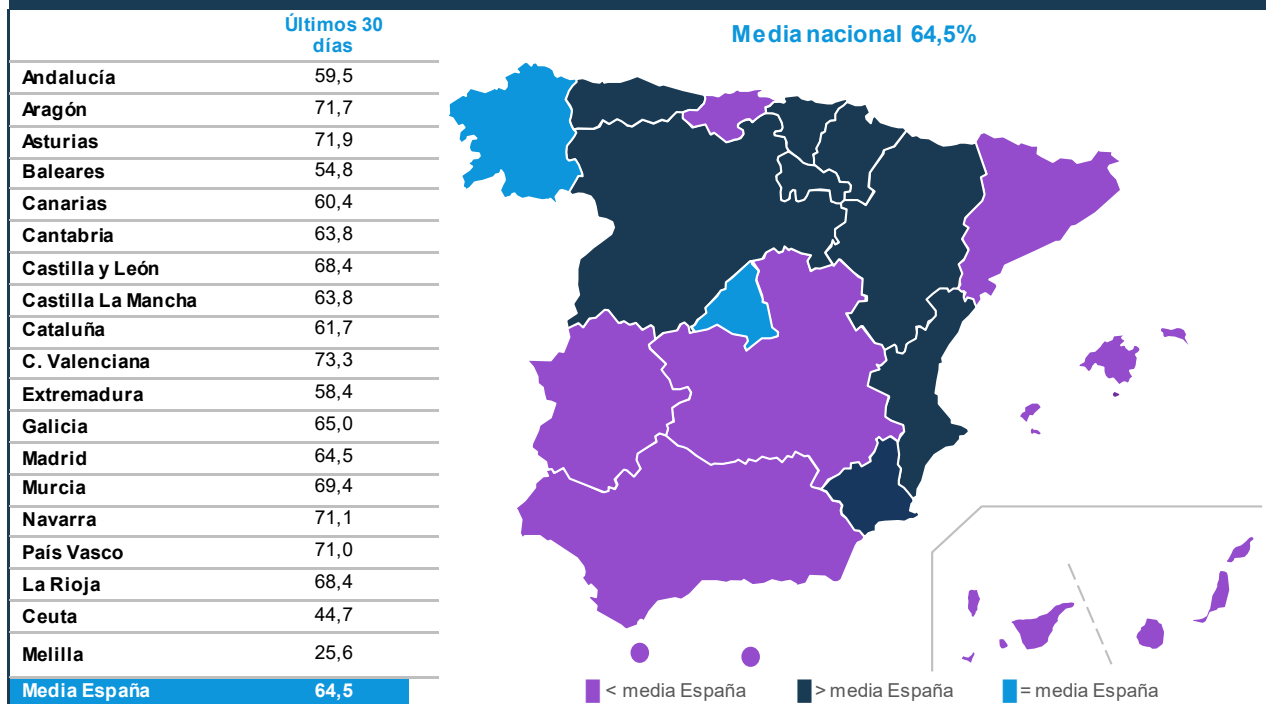 Últimos 30
días
Media nacional 64,5%
Andalucía 59,5
Aragón 71,7
Asturias 71,9
Baleares 54,8
Canarias 60,4
Cantabria 63,8
Castilla y León 68,4
Castilla La Mancha 63,8
Cataluña 61,7
C. Valenciana 73,3
Extremadura 58,4
Galicia 65,0
Madrid 64,5
Murcia 69,4
Navarra 71,1
País Vasco 71,0
La Rioja 68,4
Ceuta 44,7
Melilla 25,6
Media España 64,5
< media España
> media España
= media España